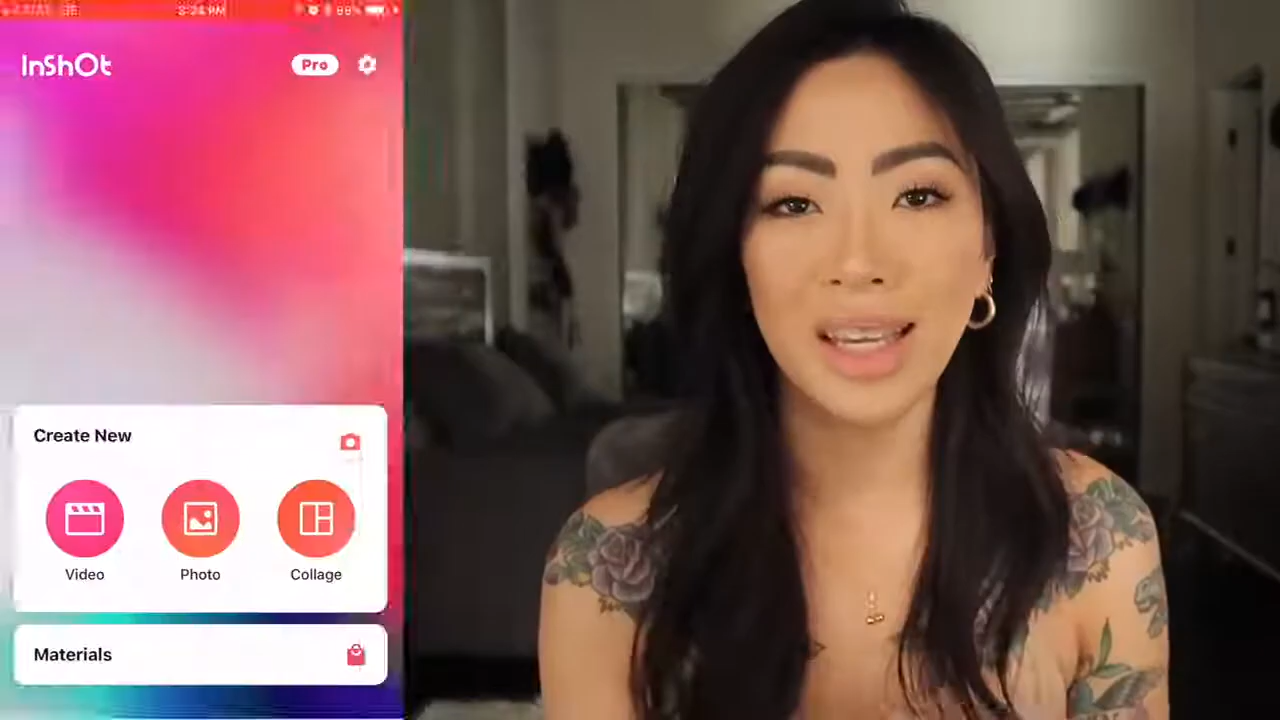 InShOt
Pro
Create New
Video
Photo
Collage
Materials